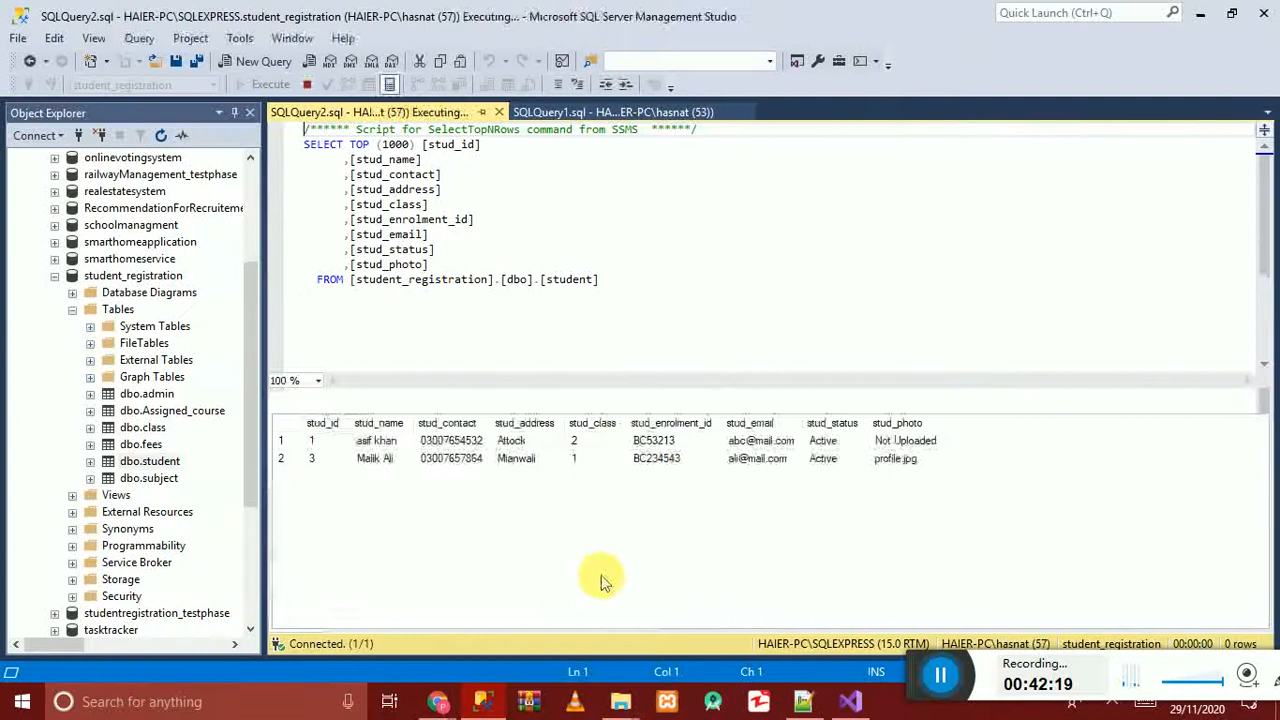 SQLQuery2.sql - HAIER-PC\SQLEXPRESS.student_registration (HAIER-PC\hasnat (57)) Executing... - Microsoft SQL Server Management Studio
Quick Launch (Ctrl+Q)
File Edit View Query Project Tools Window Help
New Query
student_registration Execute
Object Explorer
SQLQuery2.sql - HAI...t (57)) Executing...
SQLQuery1.sql - HA...ER-PC\hasnat (53))
Connect
onlinevotingsystem
railwayManagement_testphase
realestatesystem
RecommendationForRecruiteme
schoolmanagment
smarthomeapplication
smarthomeservice
student_registration
Database Diagrams
Tables
System Tables
FileTables
External Tables
Graph Tables
dbo.admin
dbo.Assigned_course
dbo.class
dbo.fees
dbo.student
dbo.subject
Views
External Resources
Synonyms
Programmability
Service Broker
Storage
Security
studentregistration_testphase
tasktracker
/****** Script for SelectTopNRows command from SSMS ******/
SELECT TOP (1000) [stud_id]
,[stud_name]
,[stud_contact]
,[stud_address]
,[stud_class]
,[stud_enrolment_id]
,[stud_email]
,[stud_status]
,[stud_photo]
FROM [student_registration].[dbo].[student]
100 %
stud_id stud_name stud_contact stud_address stud_class stud_enrolment_id stud_email stud_status stud_photo
1 1 asif khan 03007654532 Attock 2 BC53213 abc@mail.com Active Not Uploaded
2 3 Malik Ali 03007657864 Mianwali 1 BC234543 ali@mail.com Active profile.jpg
Connected. (1/1) HAIER-PC\SQLEXPRESS (15.0 RTM) HAIER-PC\hasnat (57) student_registration 00:00:00 0 rows
Ln 1 Col 1 Ch 1 INS
Recording...
00:42:19
Search for anything
29/11/2020